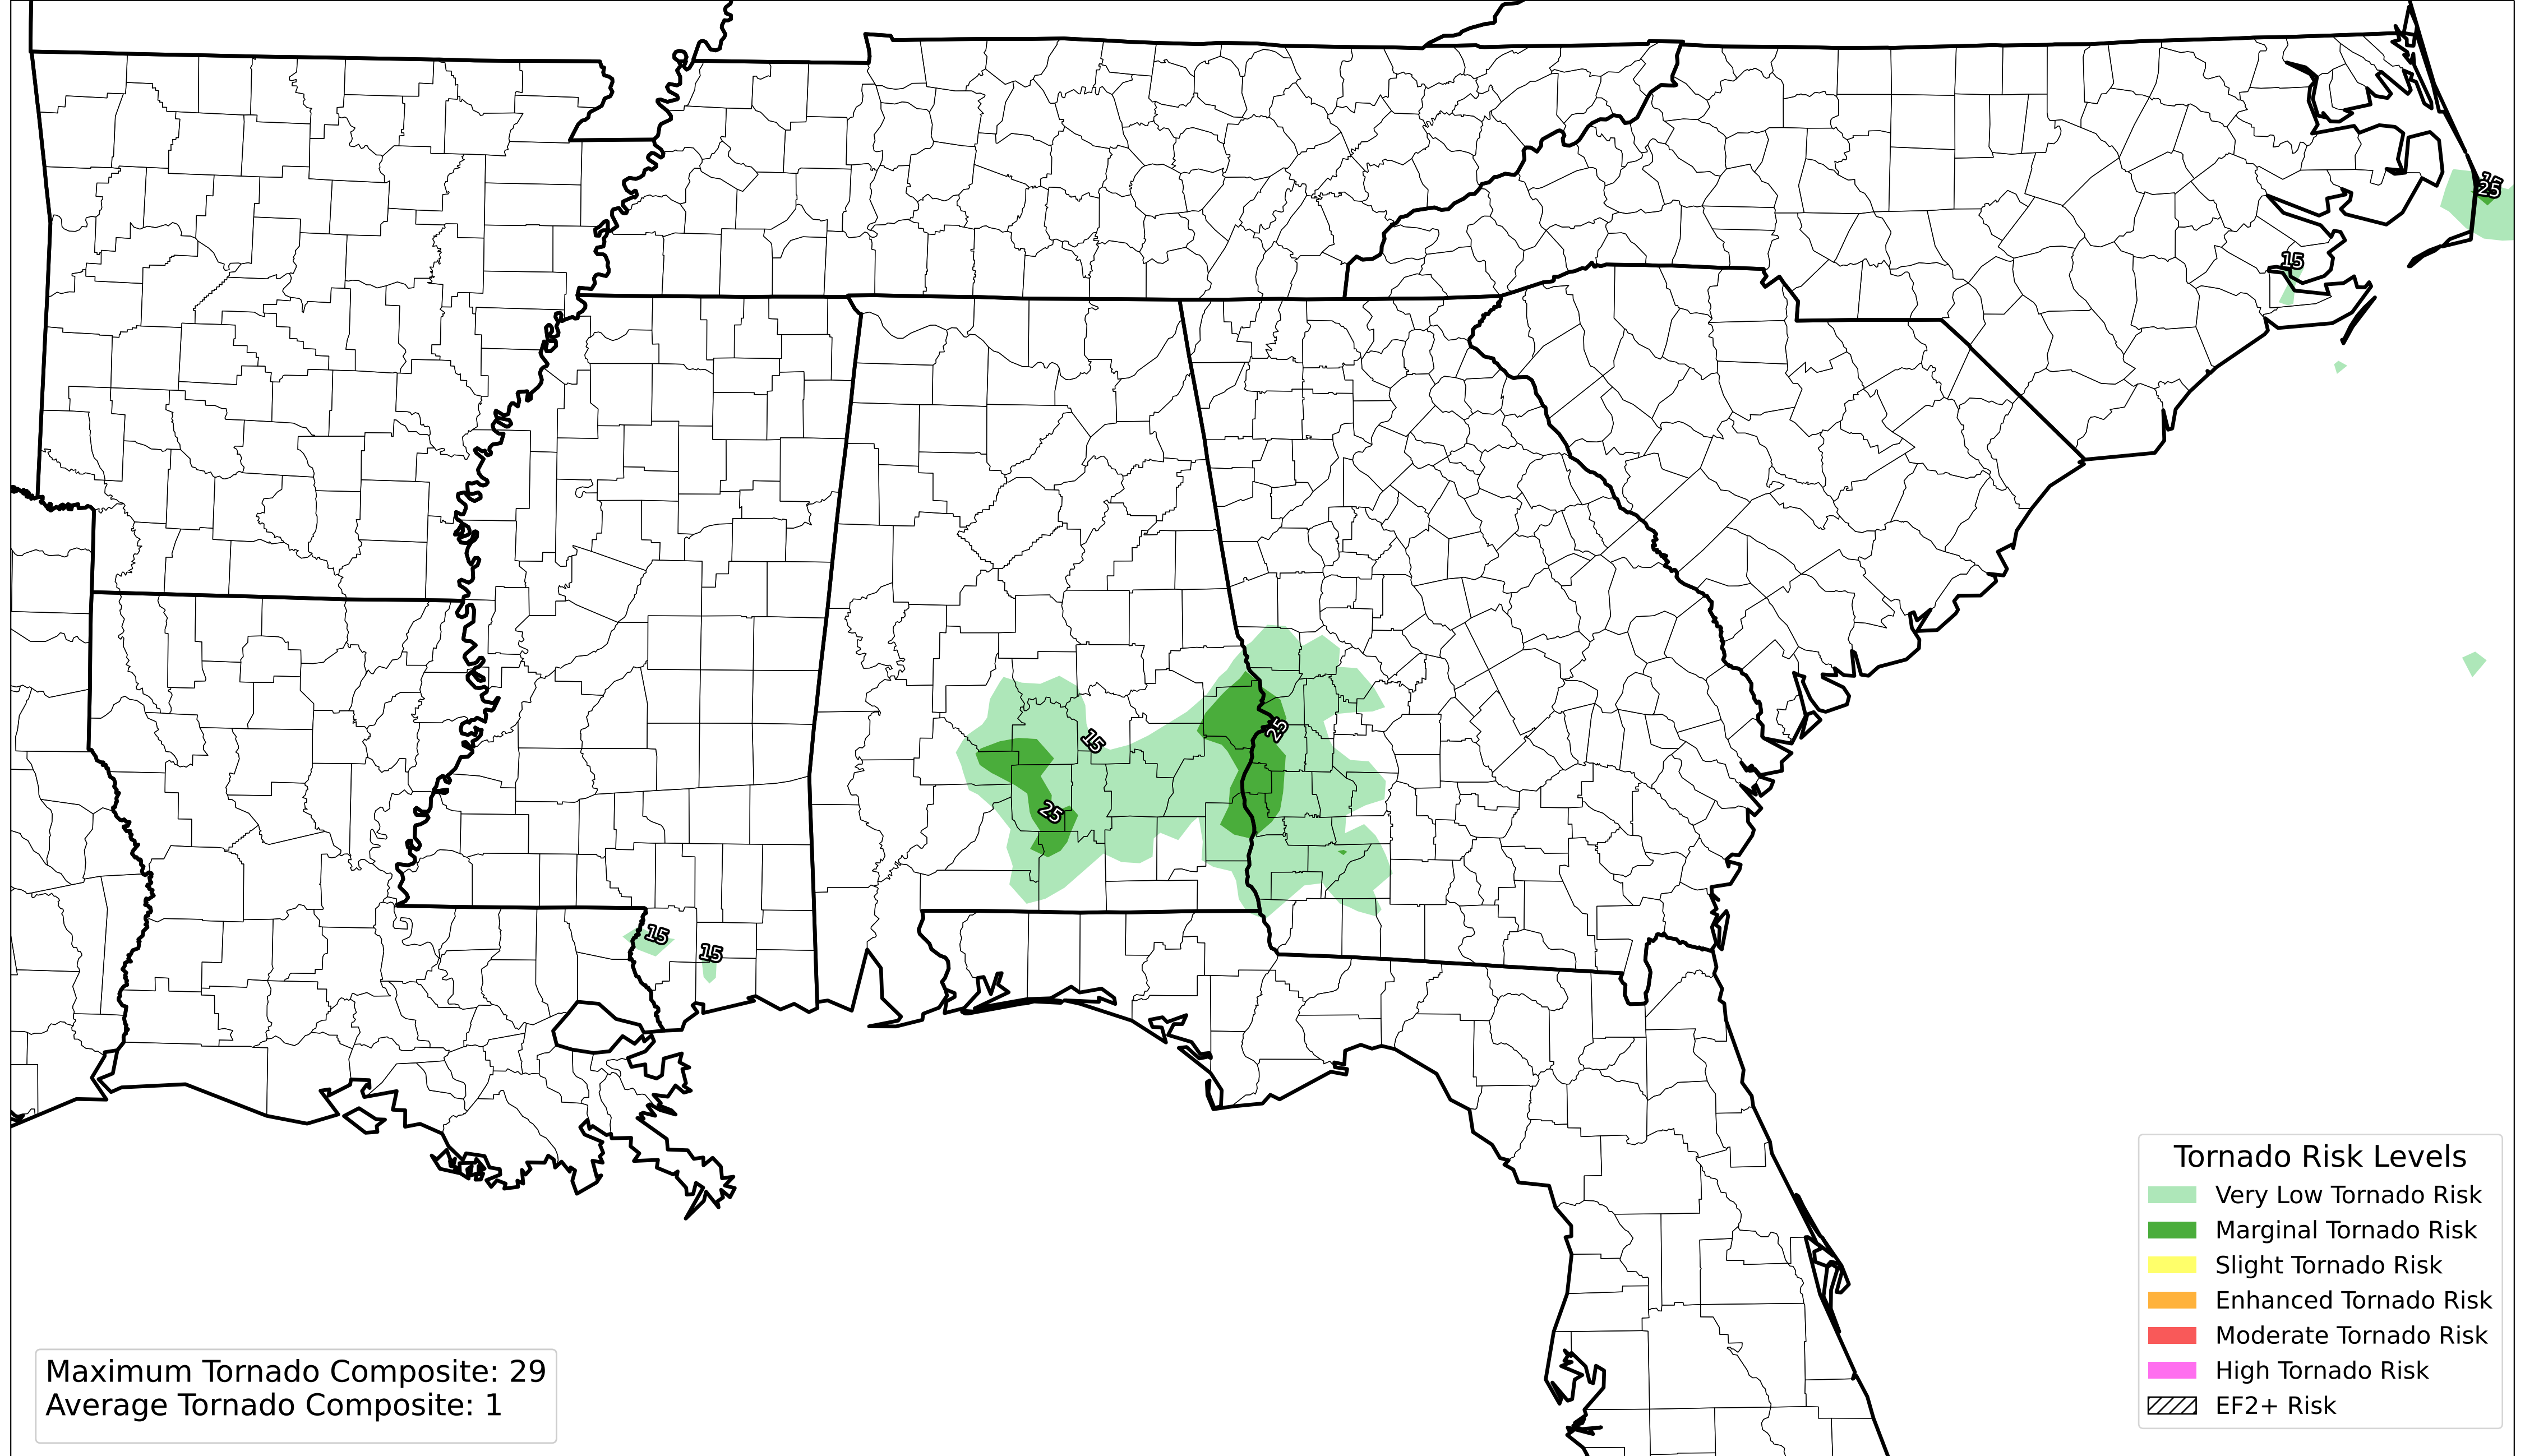 15
25
15
15
25
25
15
15
Tornado Risk Levels
Very Low Tornado Risk
Marginal Tornado Risk
Slight Tornado Risk
Enhanced Tornado Risk
Moderate Tornado Risk
High Tornado Risk
EF2+ Risk
Maximum Tornado Composite: 29
Average Tornado Composite: 1